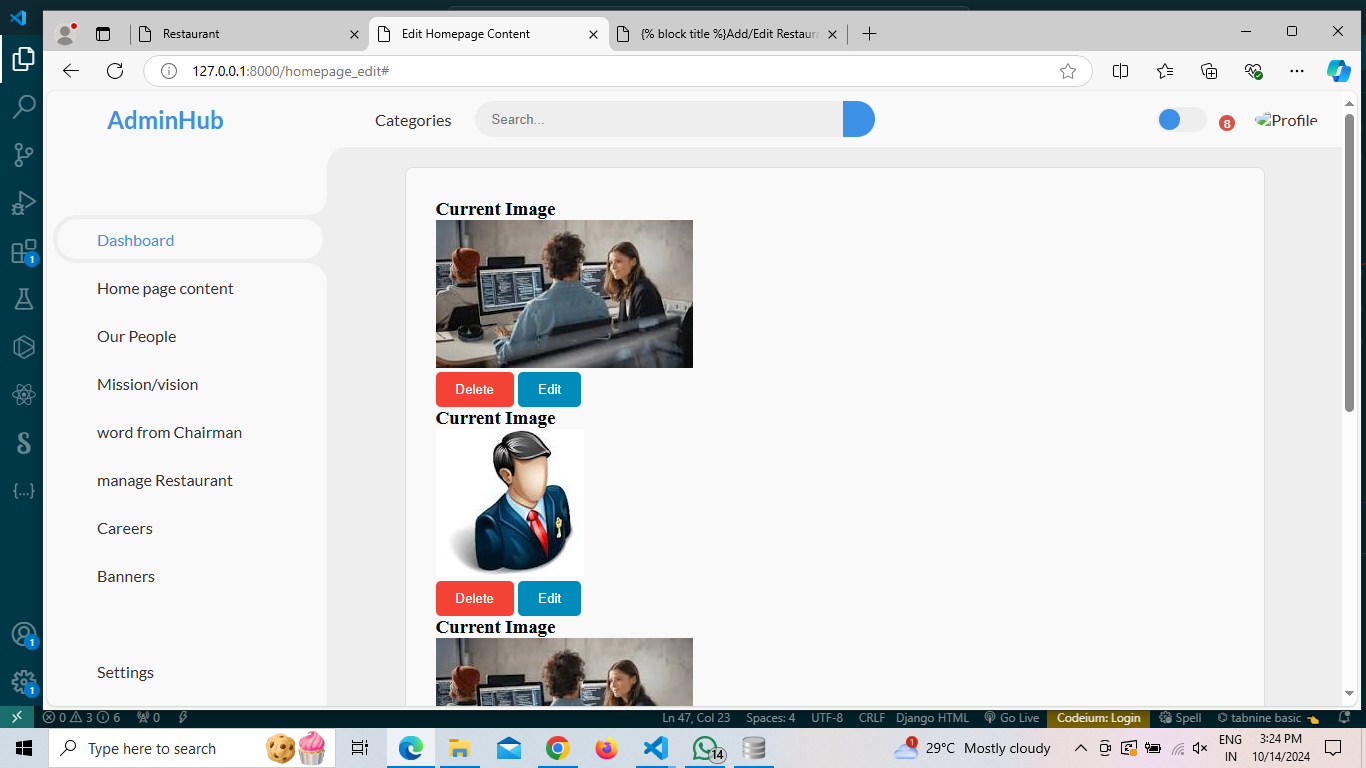 Restaurant
Edit Homepage Content
{% block title %}Add/Edit Restaura
127.0.0.1:8000/homepage_edit#
AdminHub
Categories
Search...
8
Profile
Dashboard
Home page content
Our People
Mission/vision
word from Chairman
manage Restaurant
Careers
Banners
Settings
Current Image
Delete Edit
Current Image
Delete Edit
Current Image
1
1
1
0 3 6 0 Ln 47, Col 23 Spaces: 4 UTF-8 CRLF Django HTML Go Live Codeium: Login Spell tabnine basic
Type here to search
14
1 29°C Mostly cloudy
ENG
IN
3:24 PM
10/14/2024